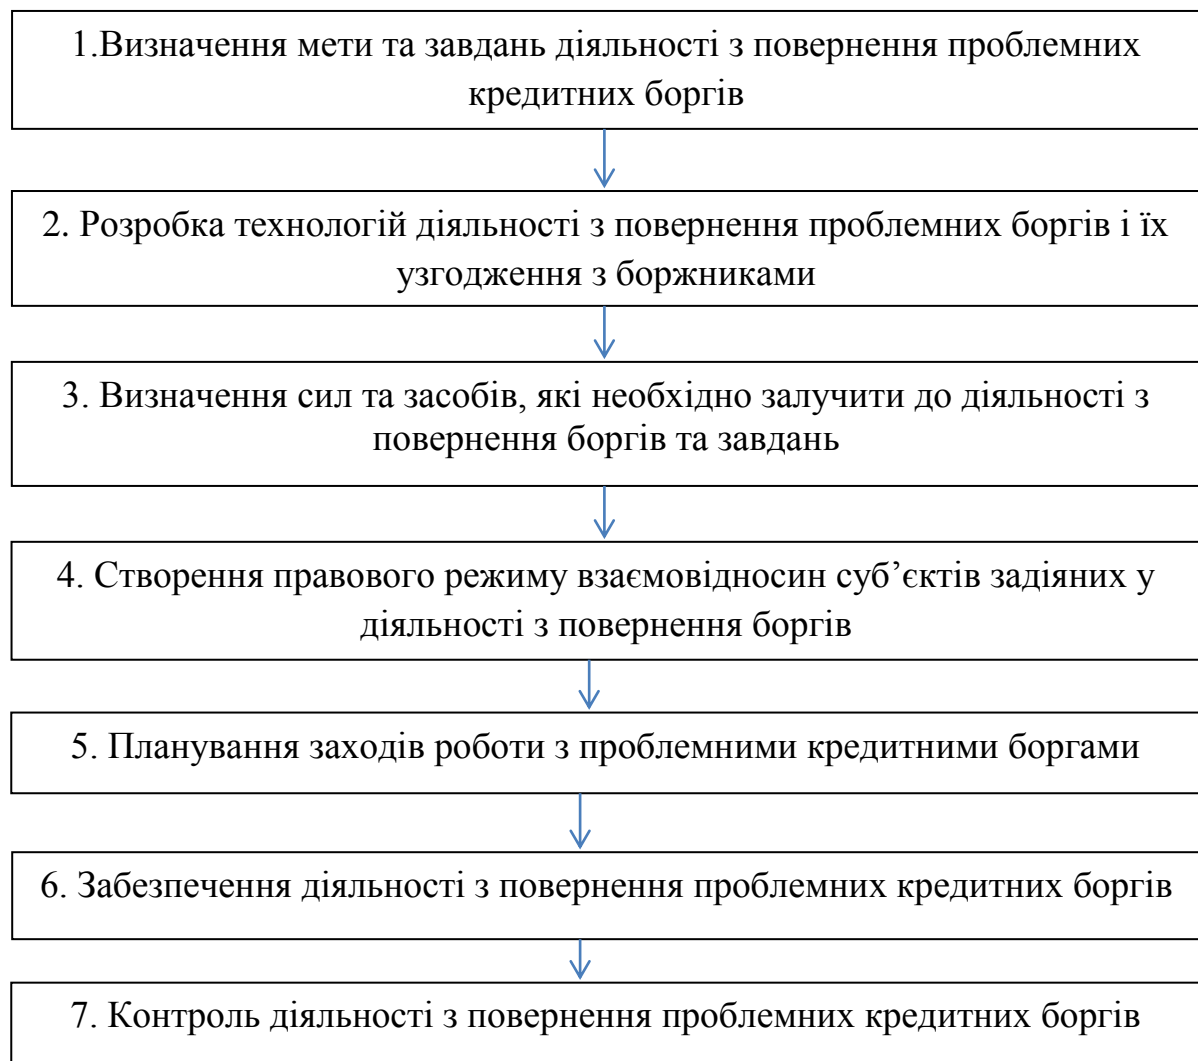 1.Визначення мети та завдань діяльності з повернення проблемних
кредитних боргів
2. Розробка технологій діяльності з повернення проблемних боргів і їх
узгодження з боржниками
3. Визначення сил та засобів, які необхідно залучити до діяльності з
повернення боргів та завдань
4. Створення правового режиму взаємовідносин суб’єктів задіяних у
діяльності з повернення боргів
5. Планування заходів роботи з проблемними кредитними боргами
6. Забезпечення діяльності з повернення проблемних кредитних боргів
7. Контроль діяльності з повернення проблемних кредитних боргів